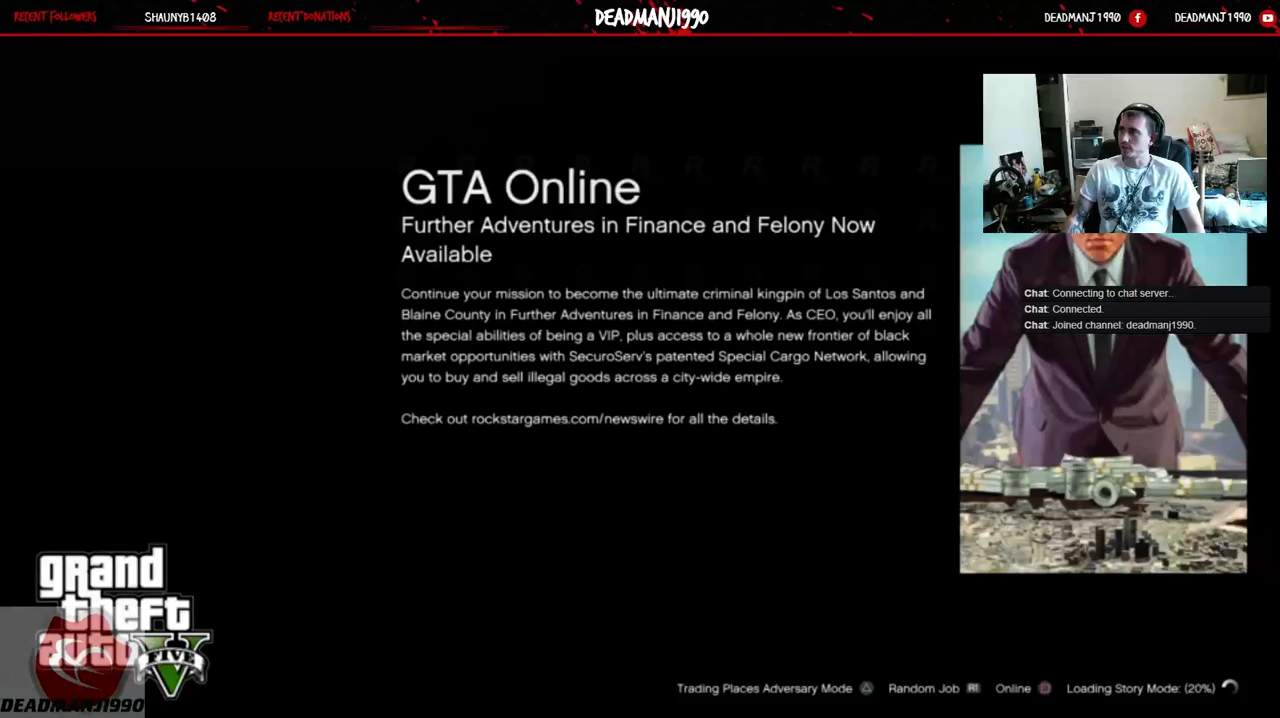 RECENT FOLLOWERS SHAUNYB1408 RECENT DONATIONS DEADMANJ1990 DEADMANJ1990 DEADMANJ1990
GTA Online
Further Adventures in Finance and Felony Now
Available
Continue your mission to become the ultimate criminal kingpin of Los Santos and
Blaine County in Further Adventures in Finance and Felony. As CEO, you'll enjoy all
the special abilities of being a VIP, plus access to a whole new frontier of black
market opportunities with SecuroServ's patented Special Cargo Network, allowing
you to buy and sell illegal goods across a city-wide empire.
Check out rockstargames.com/newswire for all the details.
Chat: Connecting to chat server..
Chat: Connected.
Chat: Joined channel: deadmanj1990.
grand
theft
auto
V
FIVE
DEADMANJ1990
Trading Places Adversary Mode Random Job R1 Online Loading Story Mode: (20%)